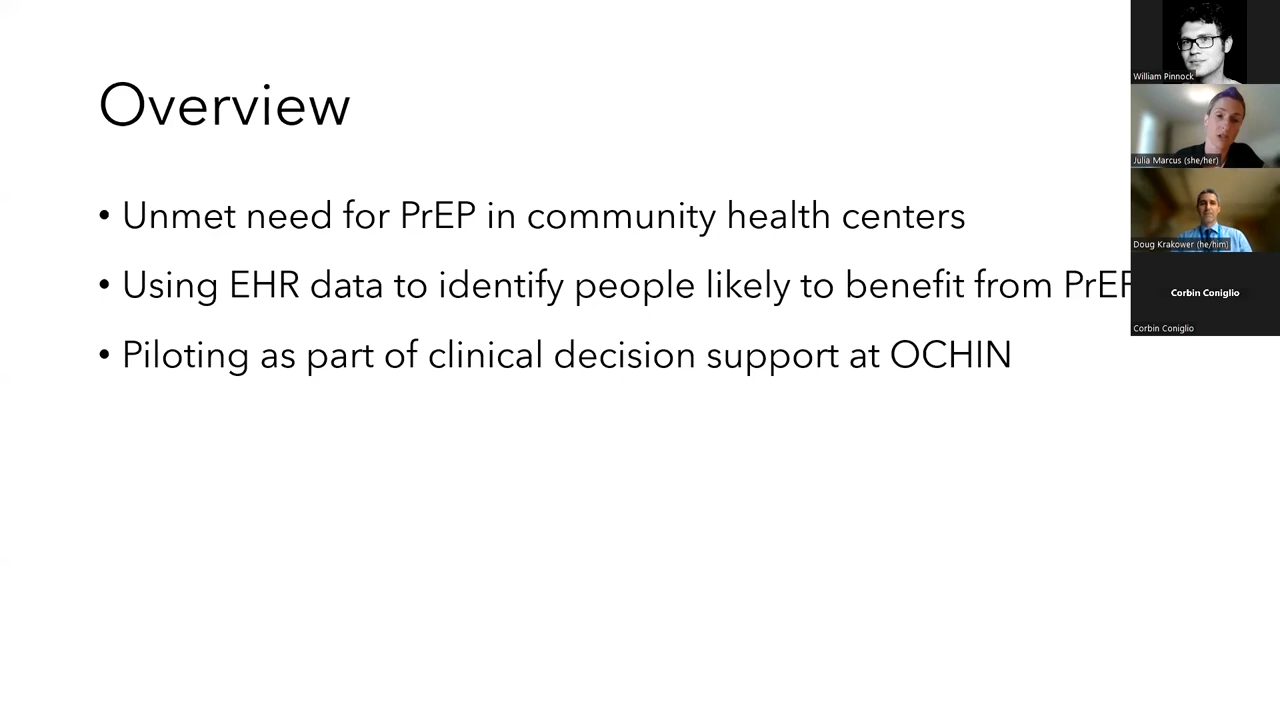 Overview
• Unmet need for PrEP in community health centers
• Using EHR data to identify people likely to benefit from PrEP
• Piloting as part of clinical decision support at OCHIN
William Pinnock
Julia Marcus (she/her)
Doug Krakower (he/him)
Corbin Coniglio
Corbin Coniglio